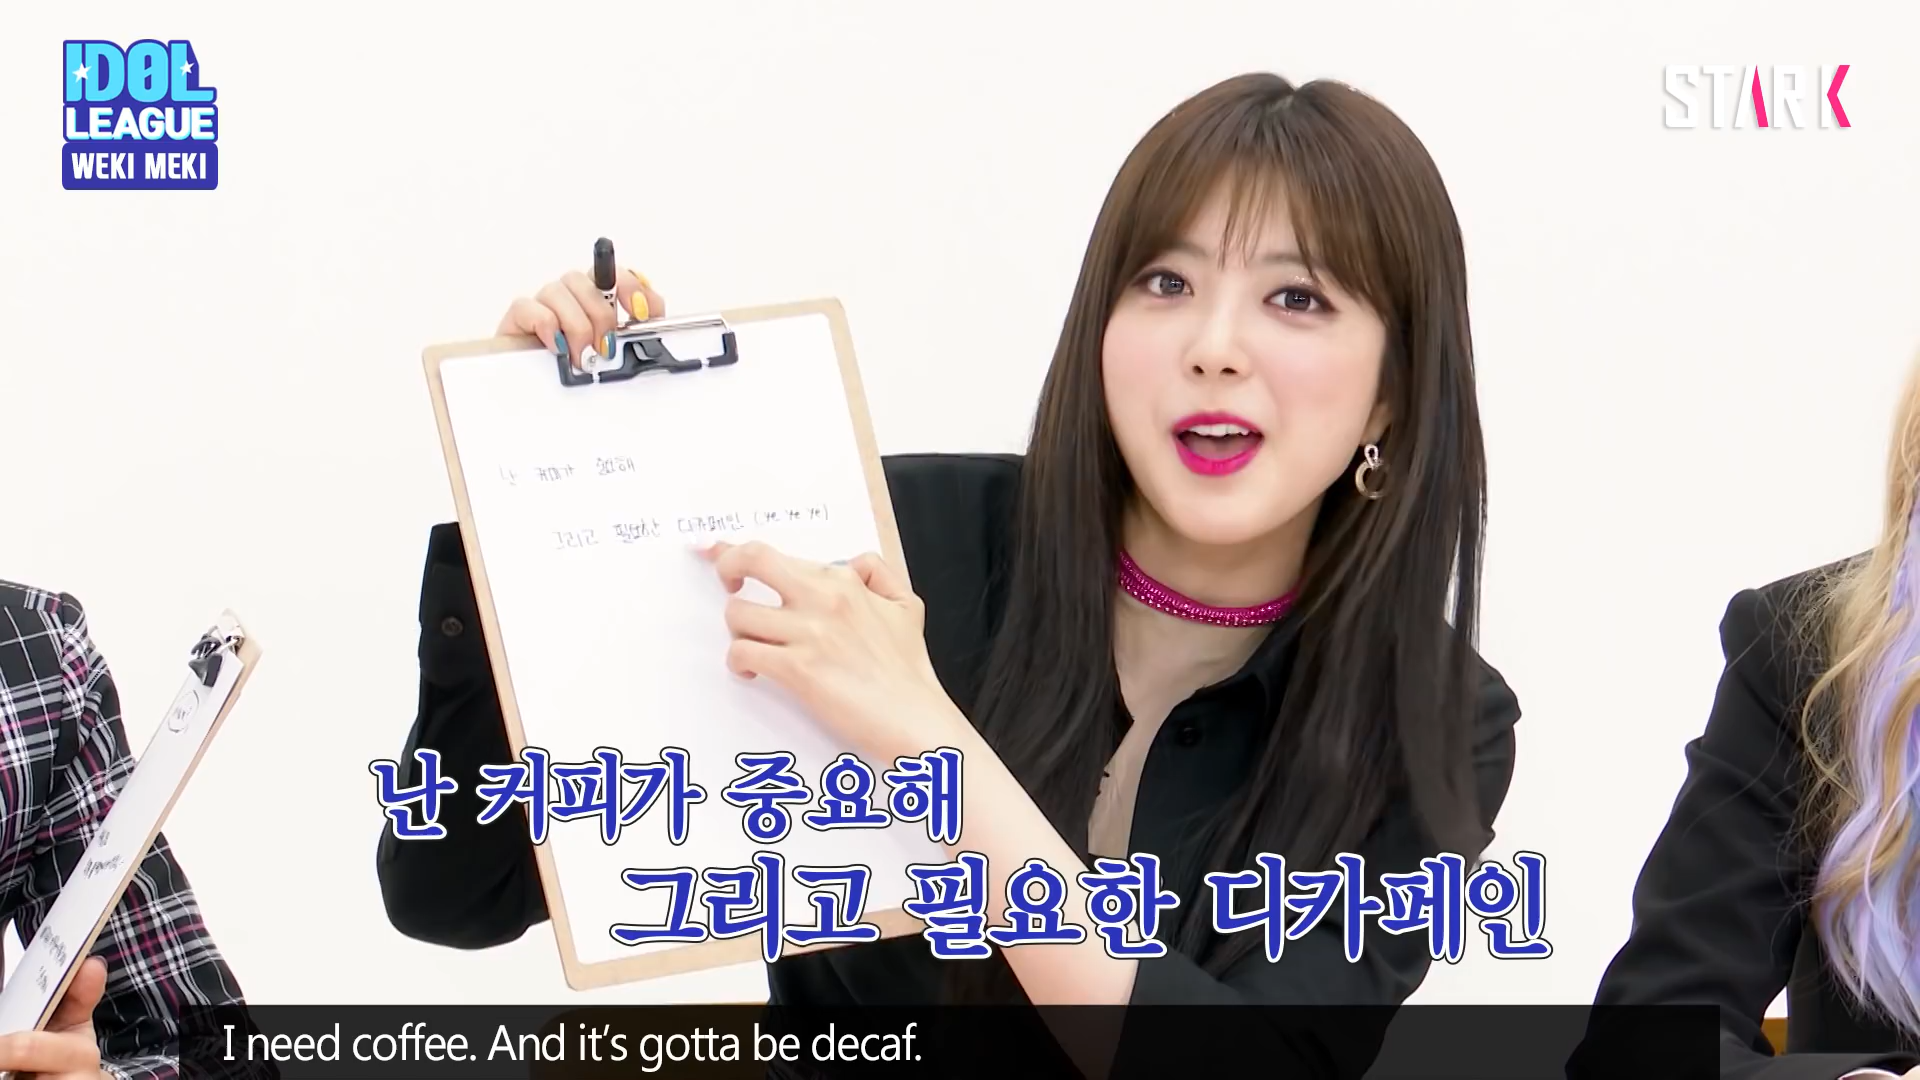 IDOL
LEAGUE
WEKI MEKI
STAR K
난 커피가 중요해
그리고 필요한 디카페인 (ye ye ye)
난 커피가 중요해
그리고 필요한 디카페인
I need coffee. And it's gotta be decaf.